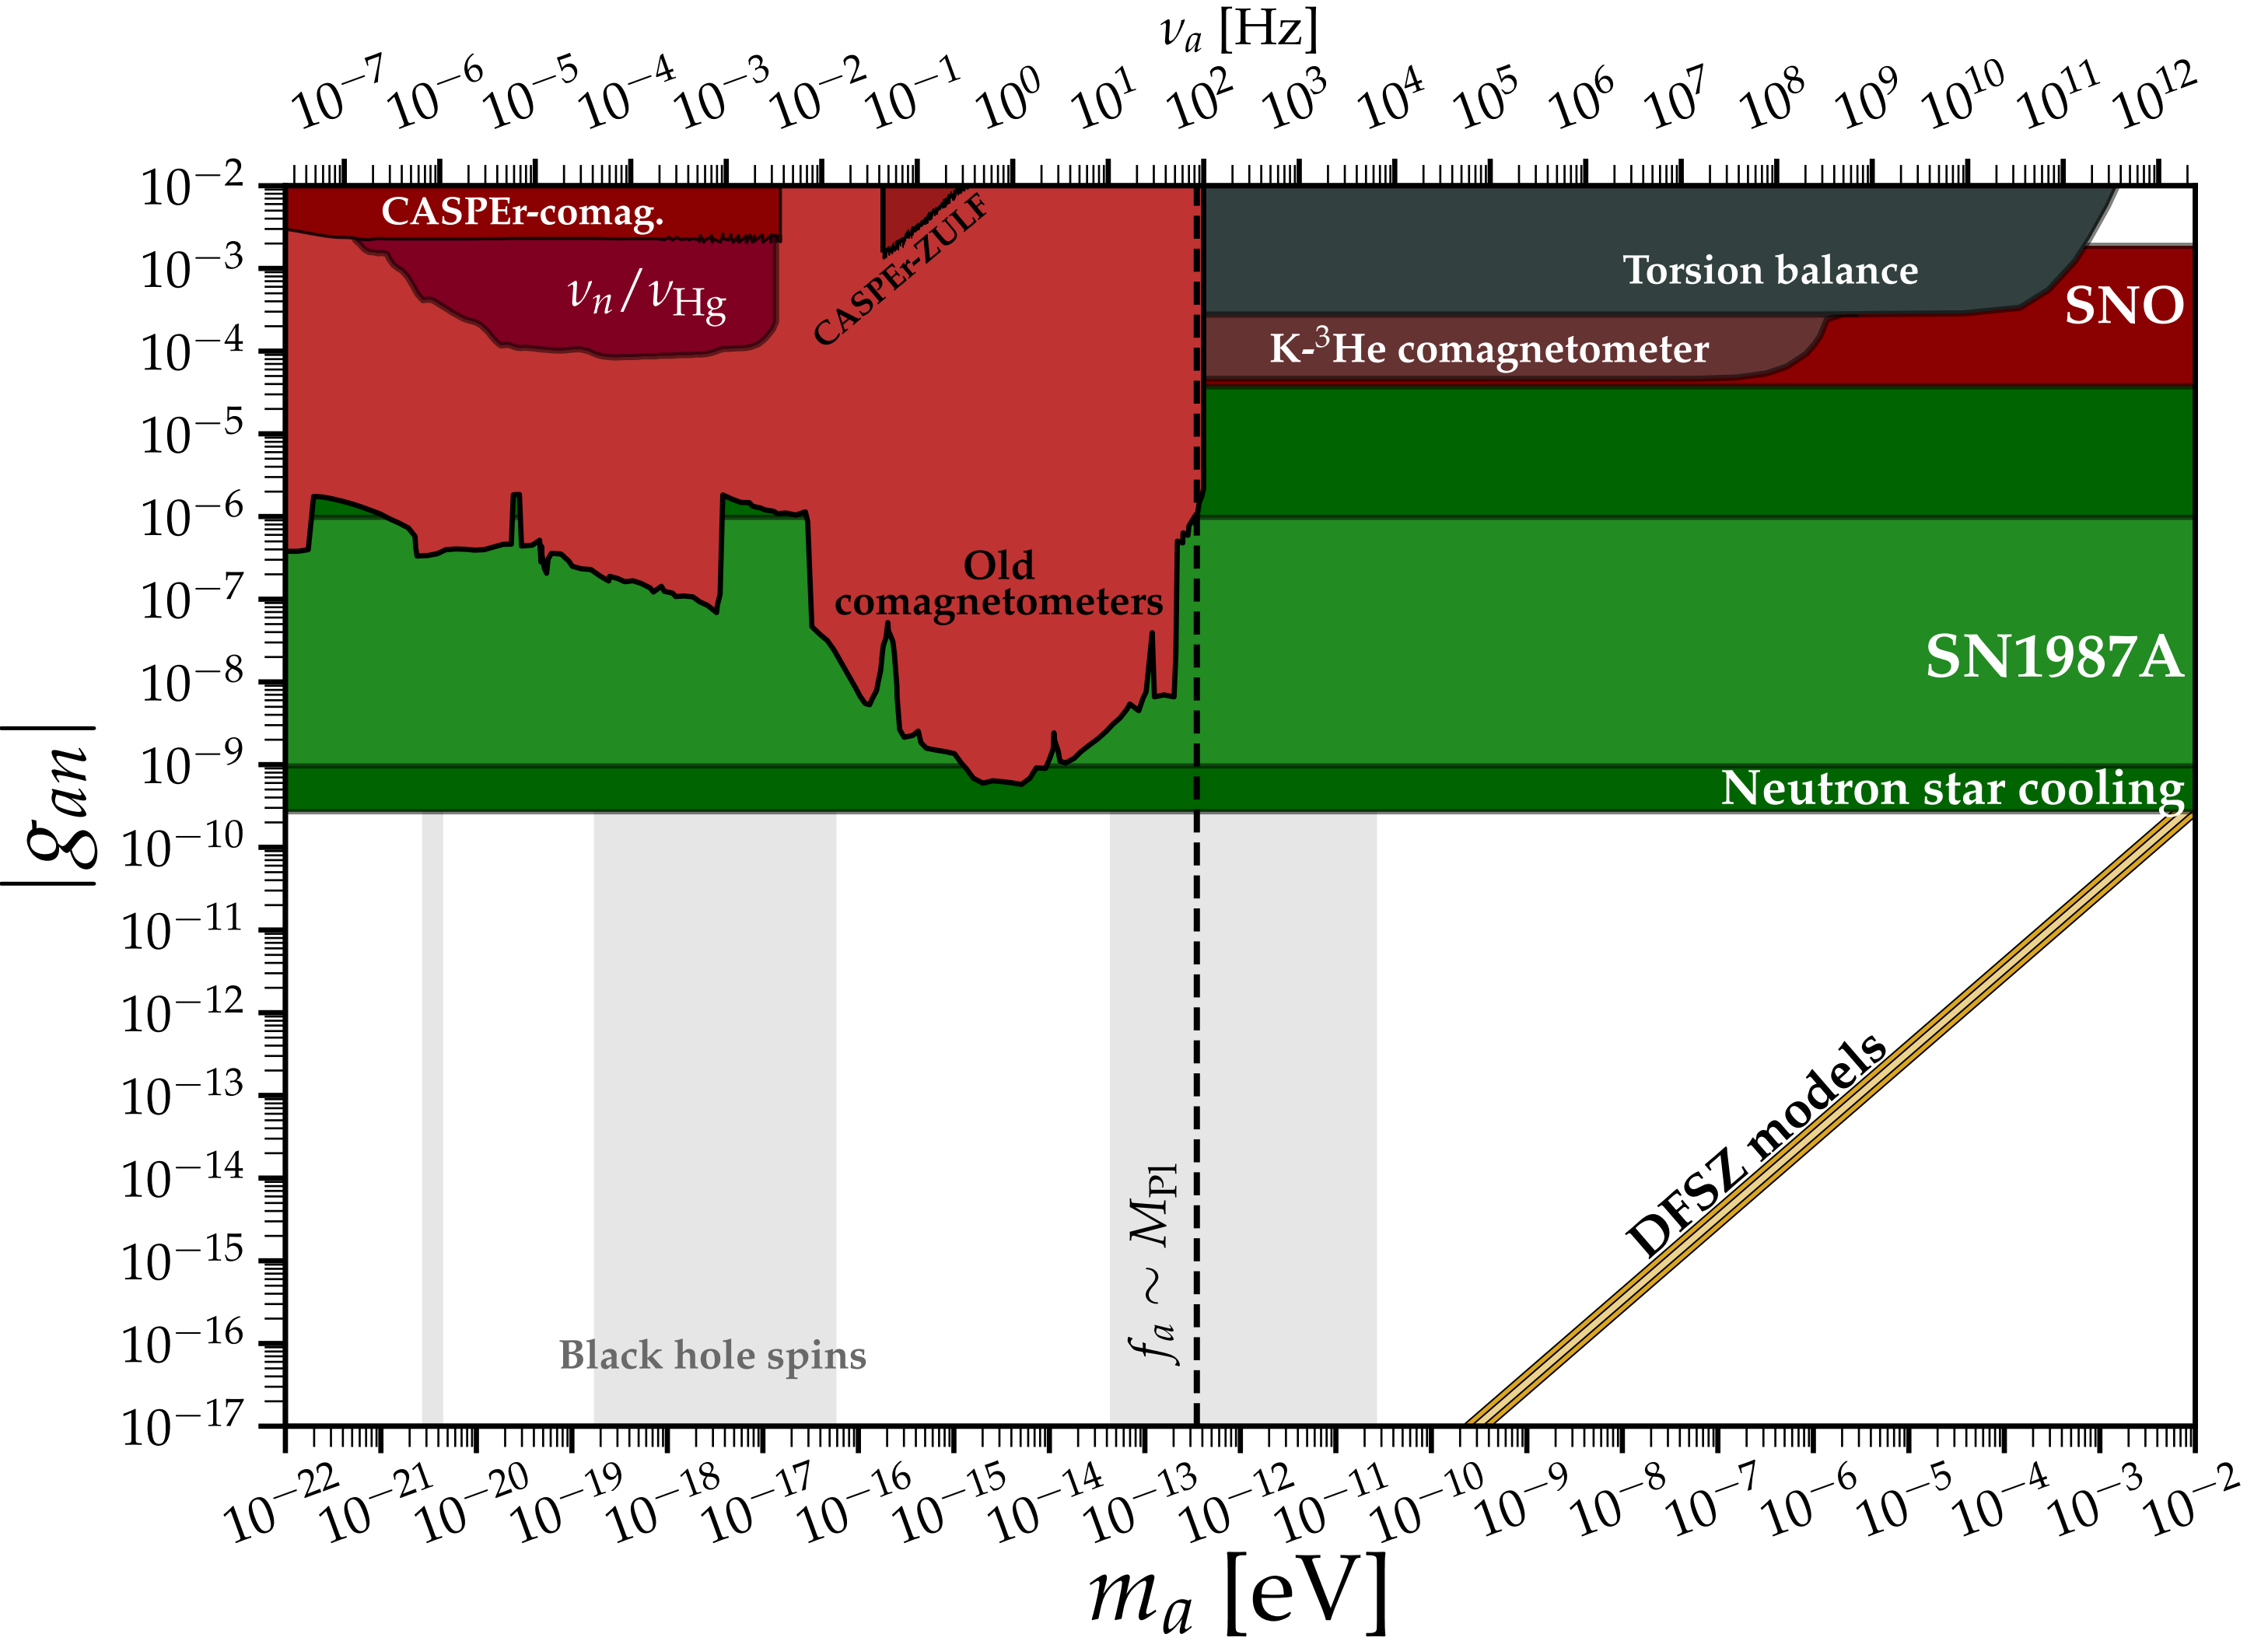 ν_a [Hz]
10^−7 10^−6 10^−5 10^−4 10^−3 10^−2 10^−1 10^0 10^1 10^2 10^3 10^4 10^5 10^6 10^7 10^8 10^9 10^10 10^11 10^12
10^−2
10^−3
10^−4
10^−5
10^−6
10^−7
10^−8
10^−9
10^−10
10^−11
10^−12
10^−13
10^−14
10^−15
10^−16
10^−17
|g_an|
CASPEr-comag.
ν_n/ν_Hg
CASPEr-ZULF
Torsion balance
SNO
K-³He comagnetometer
Old
comagnetometers
SN1987A
Neutron star cooling
DFSZ models
f_a ∼ M_Pl
Black hole spins
10^−22 10^−21 10^−20 10^−19 10^−18 10^−17 10^−16 10^−15 10^−14 10^−13 10^−12 10^−11 10^−10 10^−9 10^−8 10^−7 10^−6 10^−5 10^−4 10^−3 10^−2
m_a [eV]